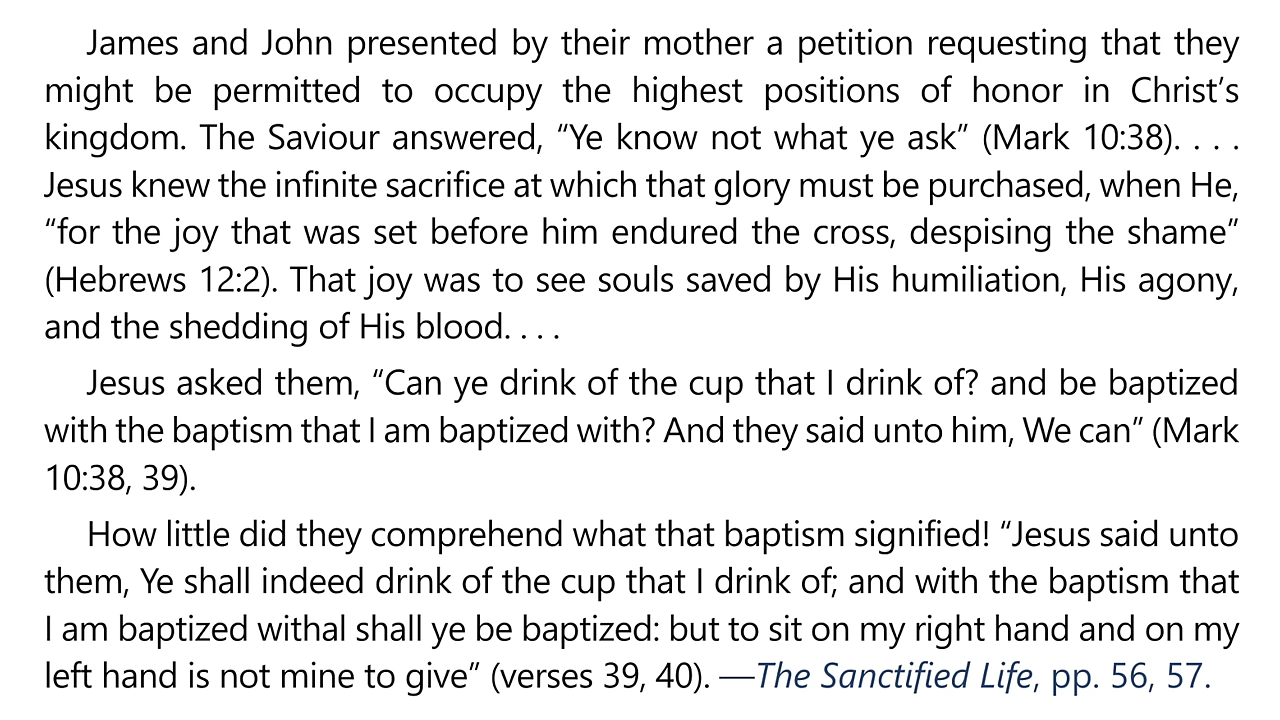 James and John presented by their mother a petition requesting that they
might be permitted to occupy the highest positions of honor in Christ’s
kingdom. The Saviour answered, “Ye know not what ye ask” (Mark 10:38). . . .
Jesus knew the infinite sacrifice at which that glory must be purchased, when He,
“for the joy that was set before him endured the cross, despising the shame”
(Hebrews 12:2). That joy was to see souls saved by His humiliation, His agony,
and the shedding of His blood. . . .
Jesus asked them, “Can ye drink of the cup that I drink of? and be baptized
with the baptism that I am baptized with? And they said unto him, We can” (Mark
10:38, 39).
How little did they comprehend what that baptism signified! “Jesus said unto
them, Ye shall indeed drink of the cup that I drink of; and with the baptism that
I am baptized withal shall ye be baptized: but to sit on my right hand and on my
left hand is not mine to give” (verses 39, 40). —The Sanctified Life, pp. 56, 57.